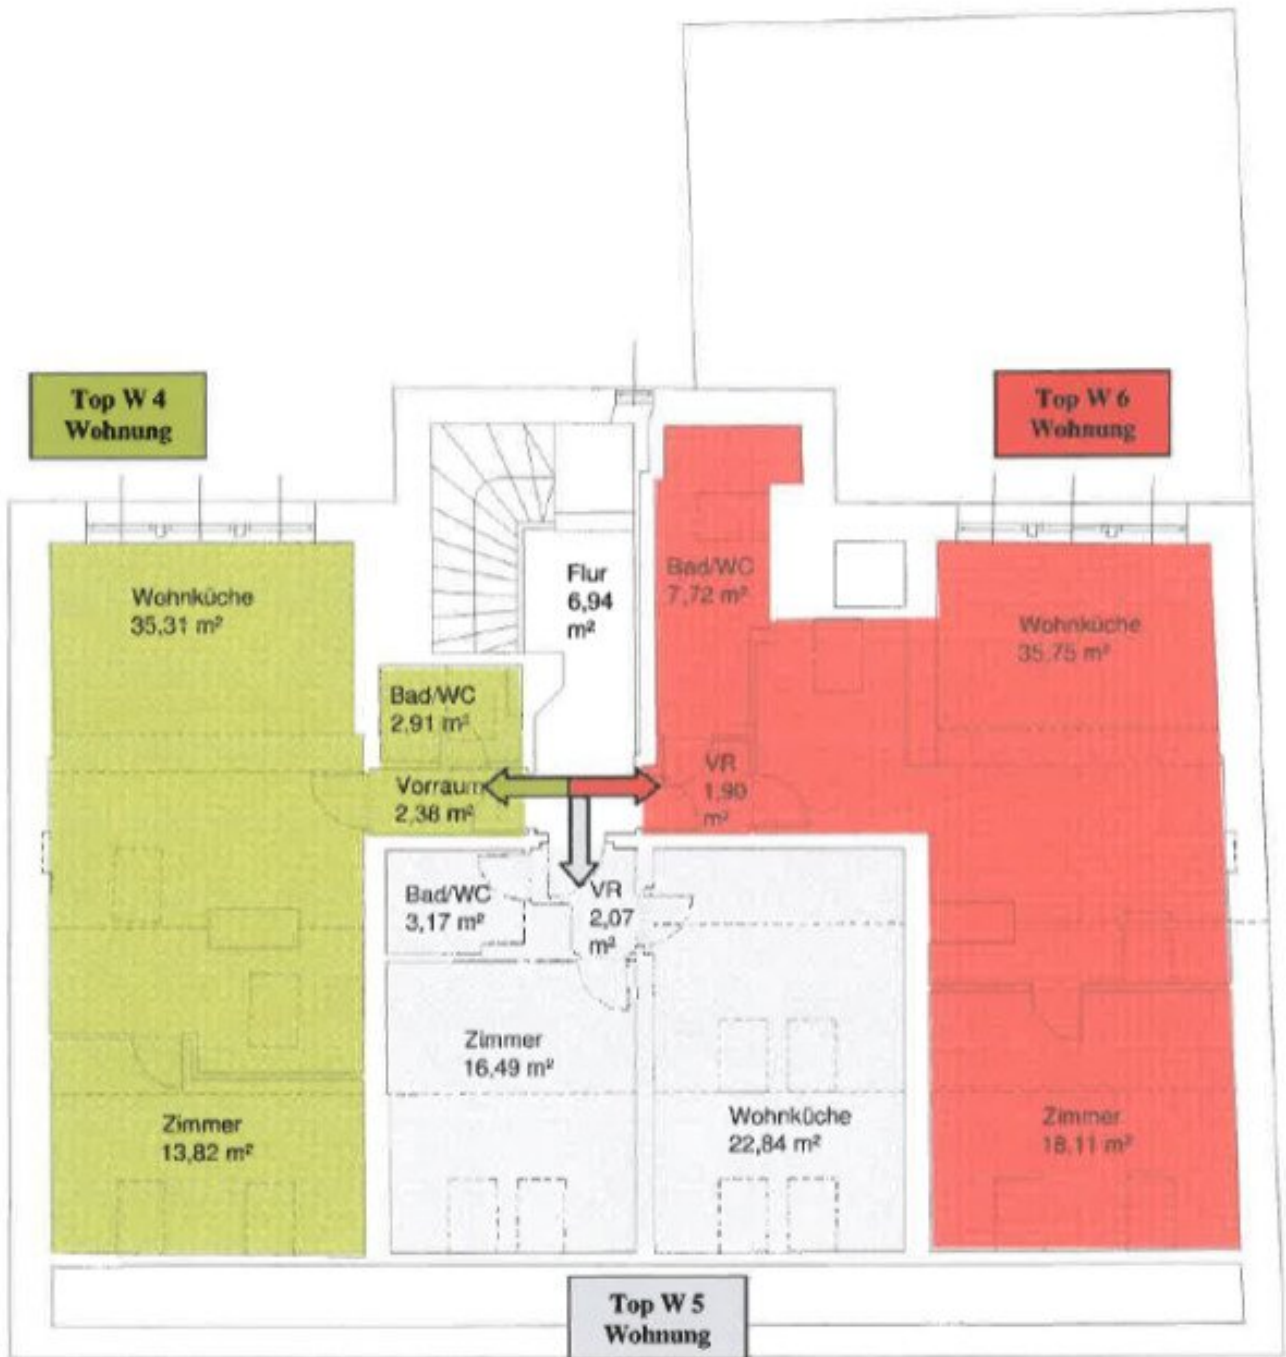 Top W 4
Wohnung
Top W 6
Wohnung
Flur
6,94
m²
Bad/WC
7,72 m²
Wohnküche
35,31 m²
Wohnküche
35,75 m²
Bad/WC
2,91 m²
Vorraum
2,38 m²
VR
1,90
m²
Bad/WC
3,17 m²
VR
2,07
m²
Zimmer
16,49 m²
Wohnküche
22,84 m²
Zimmer
13,82 m²
Zimmer
18,11 m²
Top W 5
Wohnung